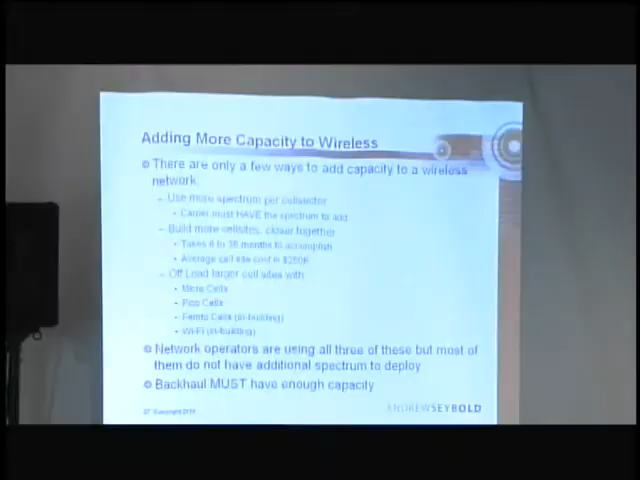 Adding More Capacity to Wireless
There are only a few ways to add capacity to a wireless
network.
– Use more spectrum per cell/sector
• Carrier must HAVE the spectrum to add
– Build more cellsites, closer together
• Takes 6 to 36 months to accomplish
• Average cell site cost is $250K
– Off Load larger cell sites with
• Micro Cells
• Pico Cells
• Femto Cells (in-building)
• Wi-Fi (in-building)
Network operators are using all three of these but most of
them do not have additional spectrum to deploy
Backhaul MUST have enough capacity
27 Copyright
ANDREWSEYBOLD